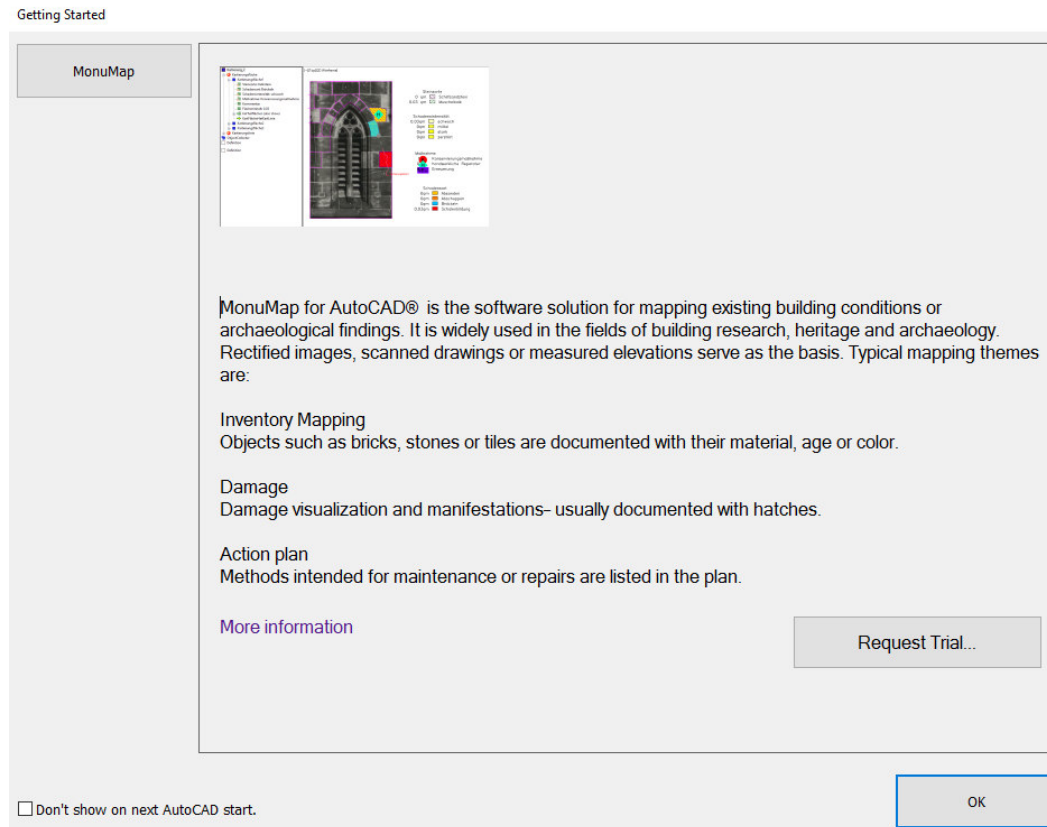 Getting Started
MonuMap
MonuMap for AutoCAD® is the software solution for mapping existing building conditions or
archaeological findings. It is widely used in the fields of building research, heritage and archaeology.
Rectified images, scanned drawings or measured elevations serve as the basis. Typical mapping themes
are:
Inventory Mapping
Objects such as bricks, stones or tiles are documented with their material, age or color.
Damage
Damage visualization and manifestations– usually documented with hatches.
Action plan
Methods intended for maintenance or repairs are listed in the plan.
More information
Request Trial...
Don't show on next AutoCAD start.
OK